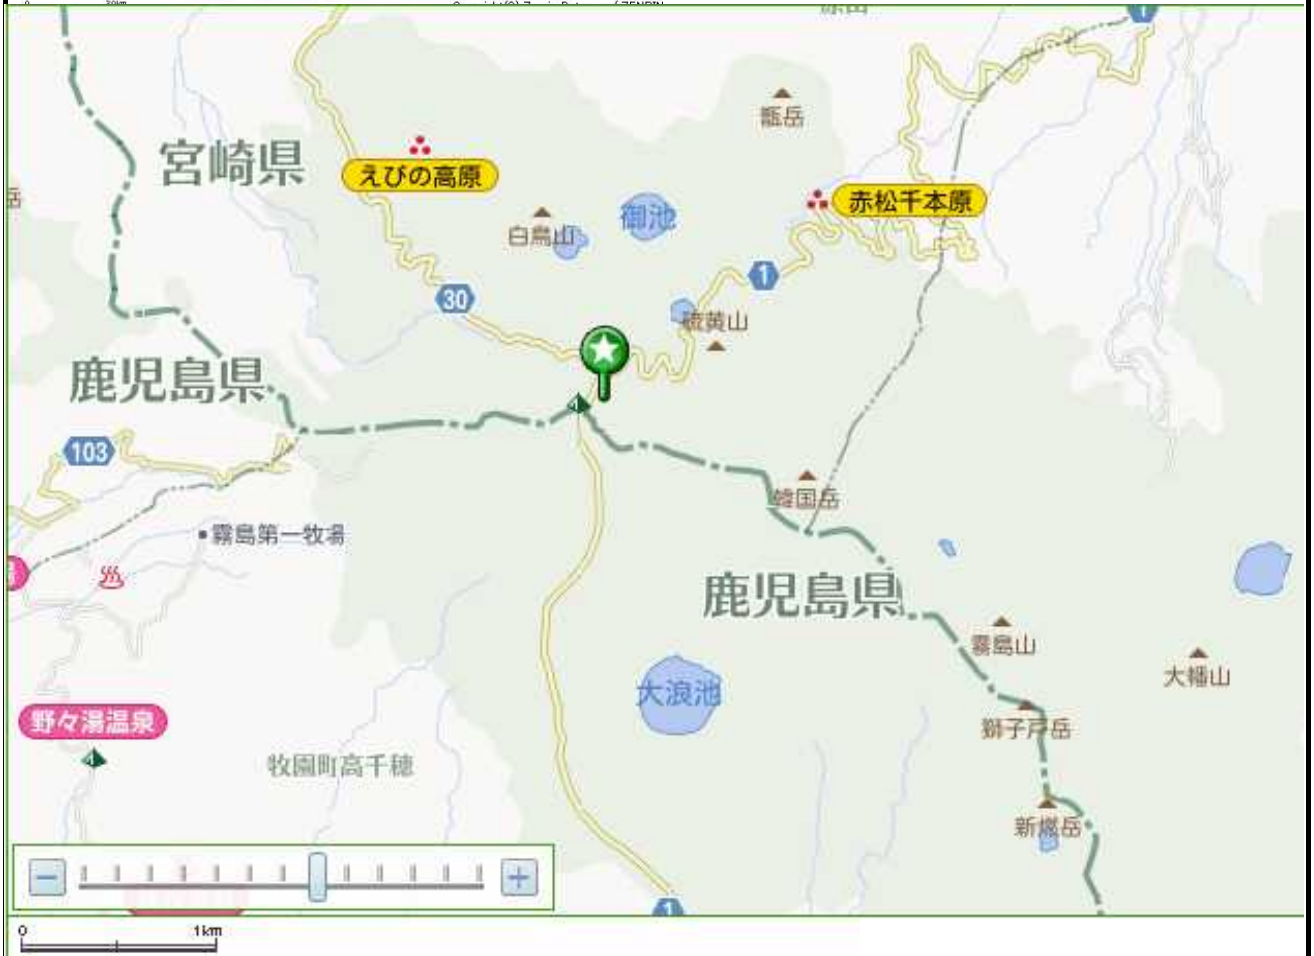 宮崎県
えびの高原
甑岳
赤松千本原
岳
白鳥山
御池
1
30
硫黄山
鹿児島県
103
韓国岳
霧島第一牧場
鹿児島県
霧島山
大幡山
大浪池
野々湯温泉
獅子戸岳
牧園町高千穂
新燃岳
1
0 1km